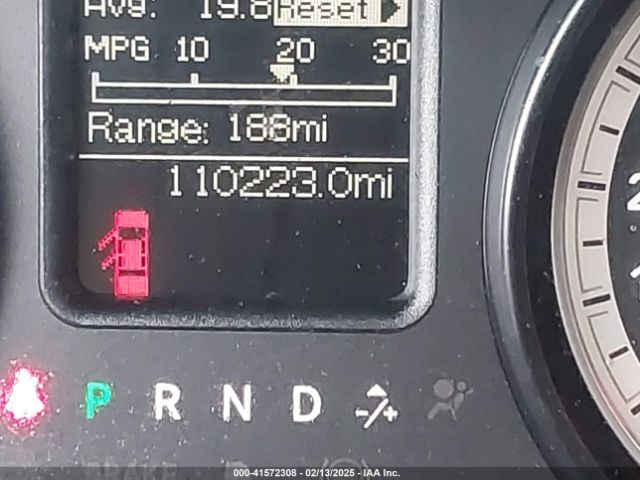 Avg: 19.8 Reset
MPG 10 20 30
Range: 188mi
110223.0mi
P R N D -/+
BRAKE
000-41572308 - 02/13/2025 - IAA Inc.